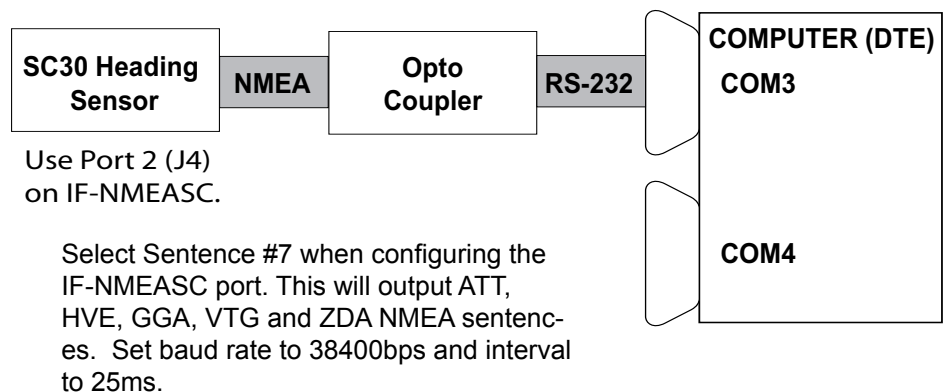 SC30 Heading
Sensor
NMEA
Opto
Coupler
RS-232
COMPUTER (DTE)
COM3
COM4
Use Port 2 (J4)
on IF-NMEASC.
Select Sentence #7 when configuring the
IF-NMEASC port. This will output ATT,
HVE, GGA, VTG and ZDA NMEA sentenc-
es.  Set baud rate to 38400bps and interval
to 25ms.